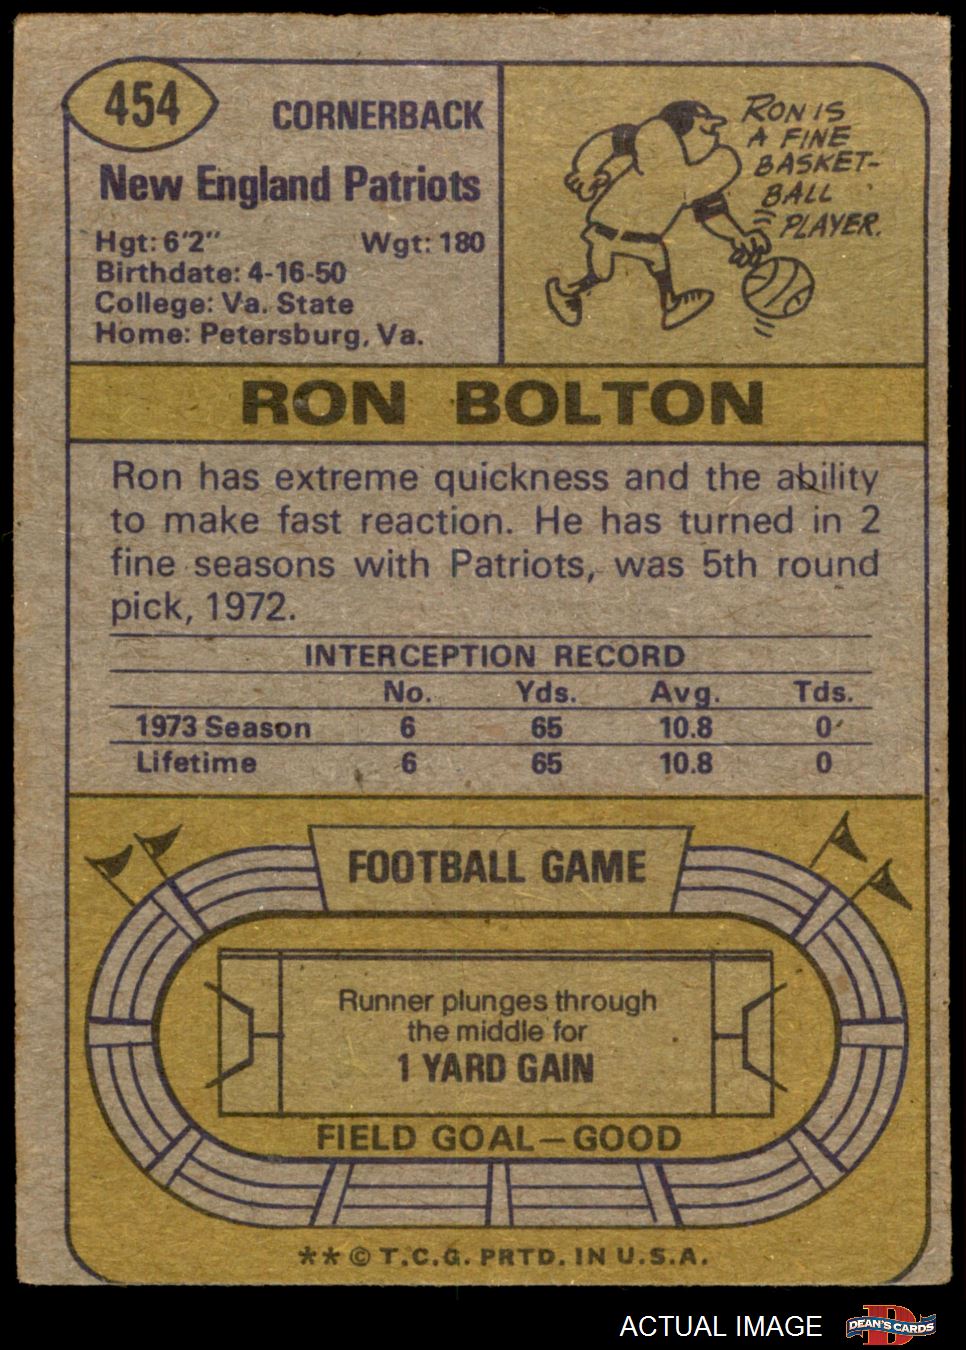 454
CORNERBACK
New England Patriots
Hgt: 6'2" Wgt: 180
Birthdate: 4-16-50
College: Va. State
Home: Petersburg, Va.
RON IS
A FINE
BASKET-
BALL
PLAYER.
RON BOLTON
Ron has extreme quickness and the ability
to make fast reaction. He has turned in 2
fine seasons with Patriots, was 5th round
pick, 1972.
INTERCEPTION RECORD
No. Yds. Avg. Tds.
1973 Season 6 65 10.8 0
Lifetime 6 65 10.8 0
FOOTBALL GAME
Runner plunges through
the middle for
1 YARD GAIN
FIELD GOAL—GOOD
** © T.C.G. PRTD. IN U.S.A.
ACTUAL IMAGE
D
DEAN'S CARDS